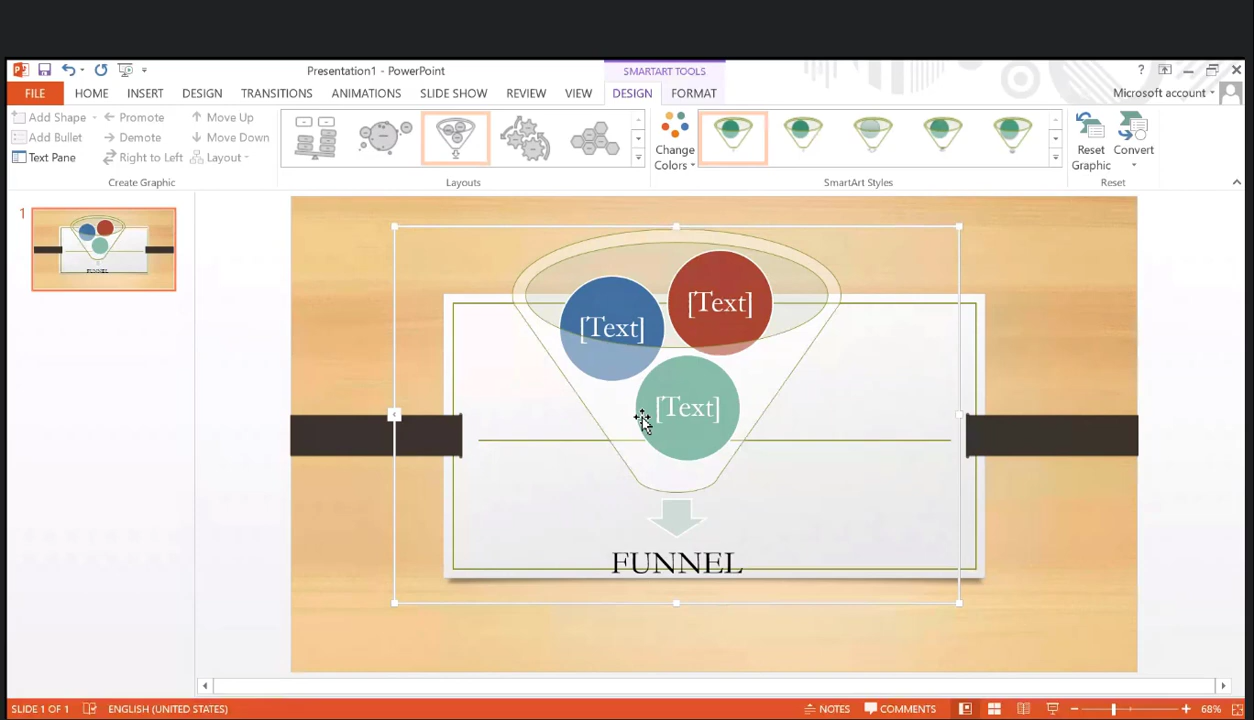 Presentation1 - PowerPoint
SMARTART TOOLS
?
FILE
HOME
INSERT
DESIGN
TRANSITIONS
ANIMATIONS
SLIDE SHOW
REVIEW
VIEW
DESIGN
FORMAT
Microsoft account
Add Shape
Promote
Move Up
Add Bullet
Demote
Move Down
Text Pane
Right to Left
Layout
Create Graphic
Layouts
Change
Colors
SmartArt Styles
Reset
Graphic
Convert
Reset
1
FUNNEL
[Text]
[Text]
[Text]
FUNNEL
SLIDE 1 OF 1
ENGLISH (UNITED STATES)
NOTES
COMMENTS
68%